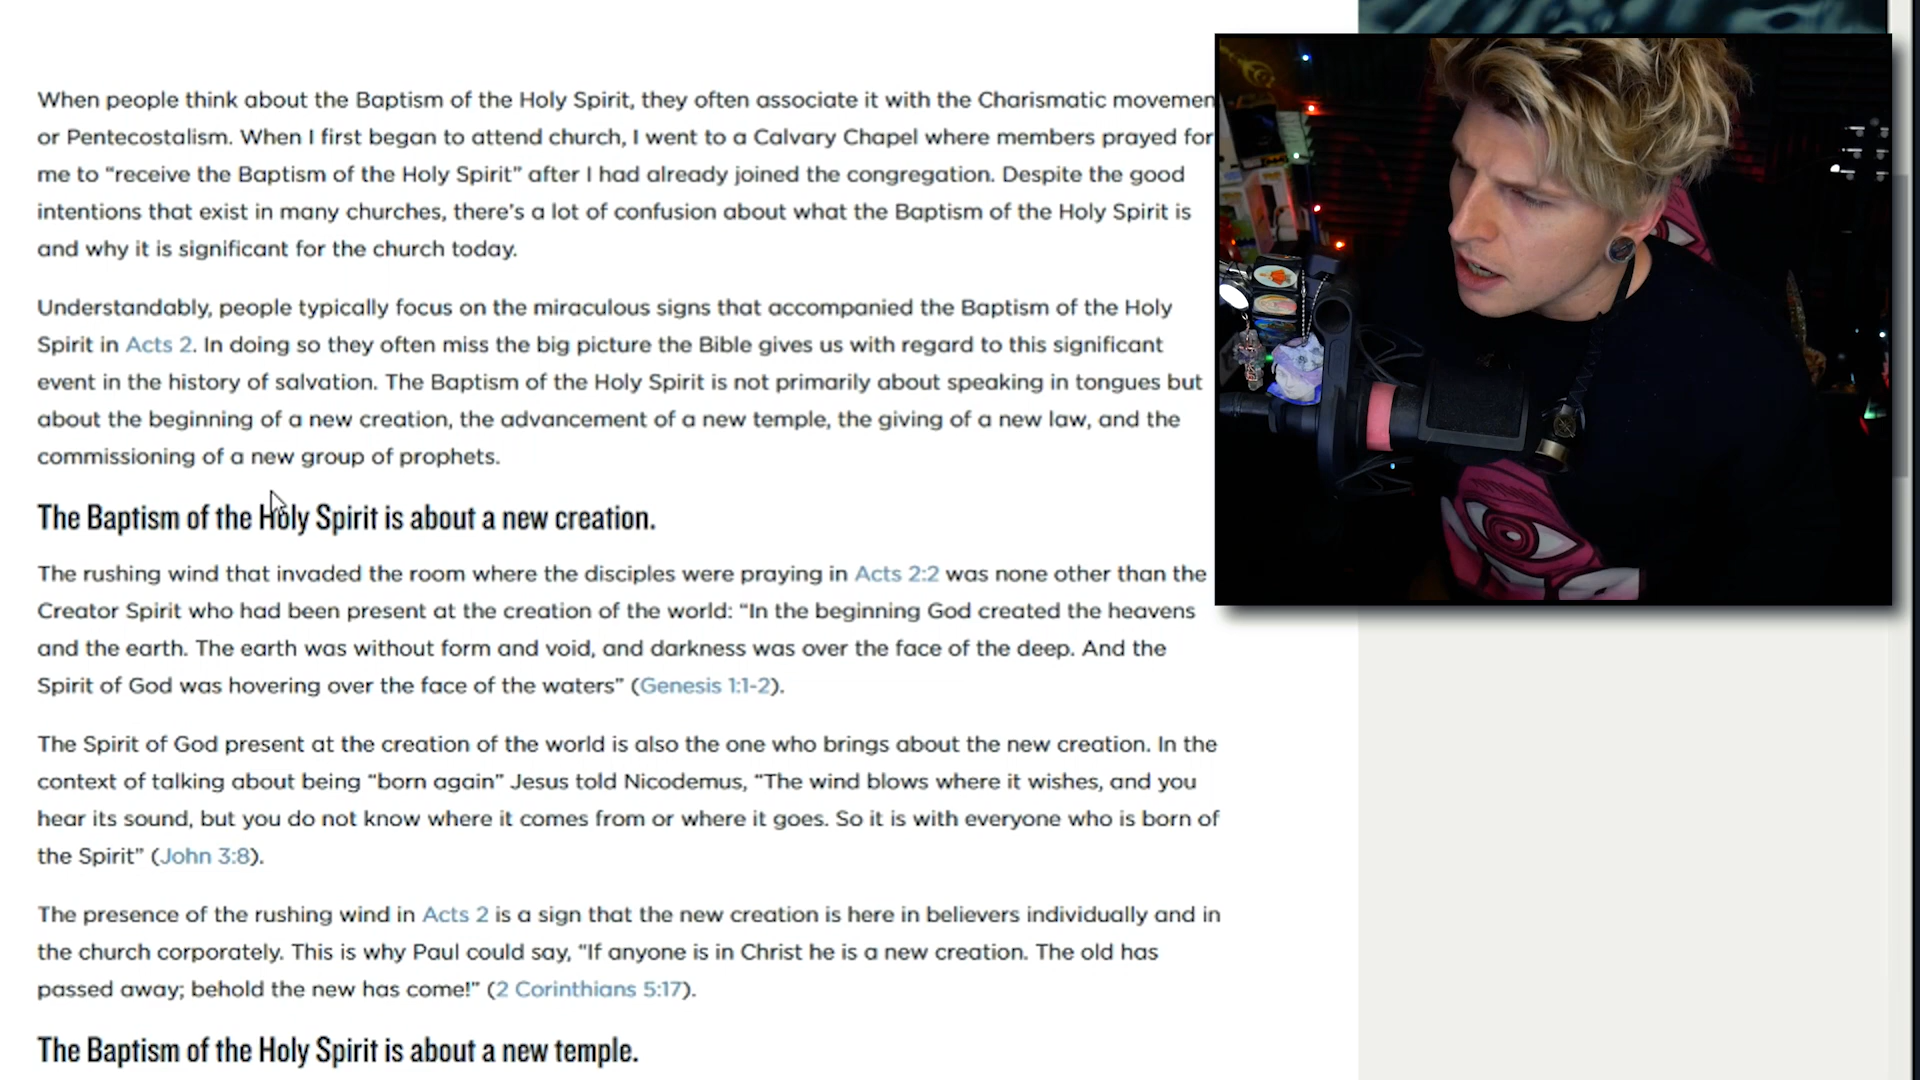 When people think about the Baptism of the Holy Spirit, they often associate it with the Charismatic movemen
or Pentecostalism. When I first began to attend church, I went to a Calvary Chapel where members prayed for
me to “receive the Baptism of the Holy Spirit” after I had already joined the congregation. Despite the good
intentions that exist in many churches, there’s a lot of confusion about what the Baptism of the Holy Spirit is
and why it is significant for the church today.
Understandably, people typically focus on the miraculous signs that accompanied the Baptism of the Holy
Spirit in Acts 2. In doing so they often miss the big picture the Bible gives us with regard to this significant
event in the history of salvation. The Baptism of the Holy Spirit is not primarily about speaking in tongues but
about the beginning of a new creation, the advancement of a new temple, the giving of a new law, and the
commissioning of a new group of prophets.
The Baptism of the Holy Spirit is about a new creation.
The rushing wind that invaded the room where the disciples were praying in Acts 2:2 was none other than the
Creator Spirit who had been present at the creation of the world: “In the beginning God created the heavens
and the earth. The earth was without form and void, and darkness was over the face of the deep. And the
Spirit of God was hovering over the face of the waters” (Genesis 1:1-2).
The Spirit of God present at the creation of the world is also the one who brings about the new creation. In the
context of talking about being “born again” Jesus told Nicodemus, “The wind blows where it wishes, and you
hear its sound, but you do not know where it comes from or where it goes. So it is with everyone who is born of
the Spirit” (John 3:8).
The presence of the rushing wind in Acts 2 is a sign that the new creation is here in believers individually and in
the church corporately. This is why Paul could say, “If anyone is in Christ he is a new creation. The old has
passed away; behold the new has come!” (2 Corinthians 5:17).
The Baptism of the Holy Spirit is about a new temple.